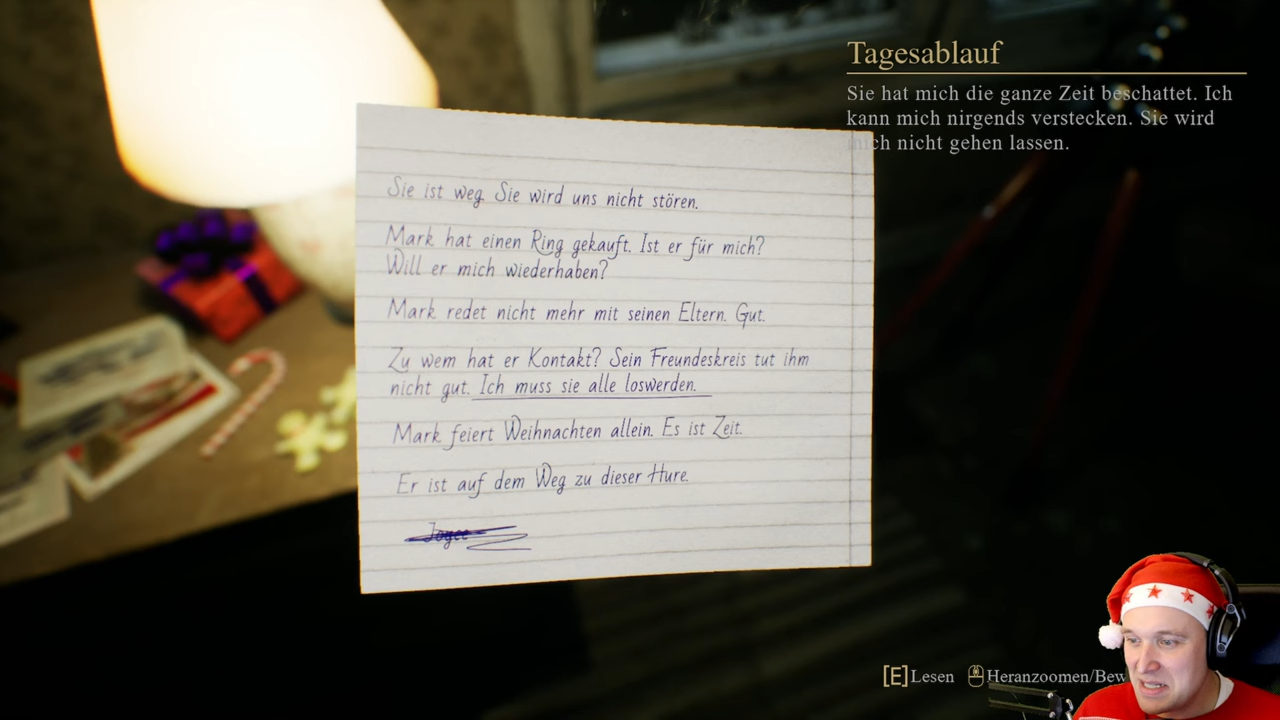 Tagesablauf
Sie hat mich die ganze Zeit beschattet. Ich
kann mich nirgends verstecken. Sie wird
mich nicht gehen lassen.
Sie ist weg. Sie wird uns nicht stören.
Mark hat einen Ring gekauft. Ist er für mich?
Will er mich wiederhaben?
Mark redet nicht mehr mit seinen Eltern. Gut.
Zu wem hat er Kontakt? Sein Freundeskreis tut ihm
nicht gut. Ich muss sie alle loswerden.
Mark feiert Weihnachten allein. Es ist Zeit.
Er ist auf dem Weg zu dieser Hure.
[E]Lesen
Heranzoomen/Bew